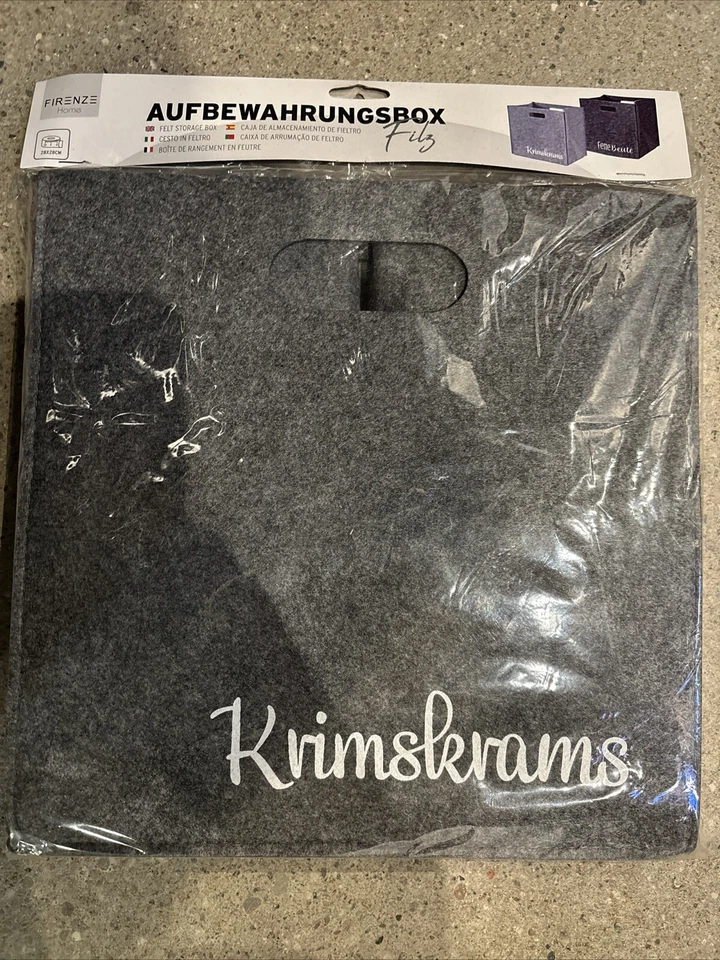 FIRENZE
Home
AUFBEWAHRUNGSBOX
Filz
FELT STORAGE BOX
CESTO IN FELTRO
BOÎTE DE RANGEMENT EN FEUTRE
CAJA DE ALMACENAMIENTO DE FIELTRO
CAIXA DE ARRUMAÇÃO DE FELTRO
28X28CM
Krimskrams
Fette Beute
Krimskrams